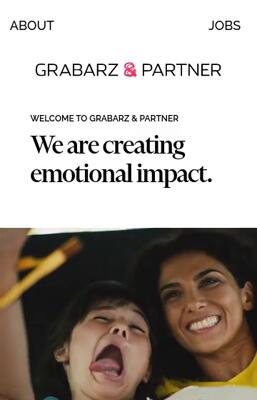 ABOUT JOBS
GRABARZ & PARTNER
WELCOME TO GRABARZ & PARTNER
We are creating
emotional impact.